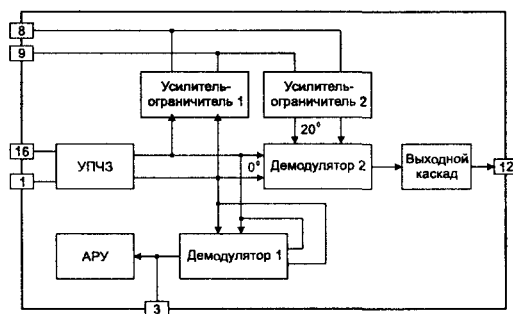 8
9
Усилитель-
ограничитель 1
Усилитель-
ограничитель 2
20°
16
1
УПЧЗ
0°
Демодулятор 2
Выходной
каскад
12
АРУ
Демодулятор 1
3